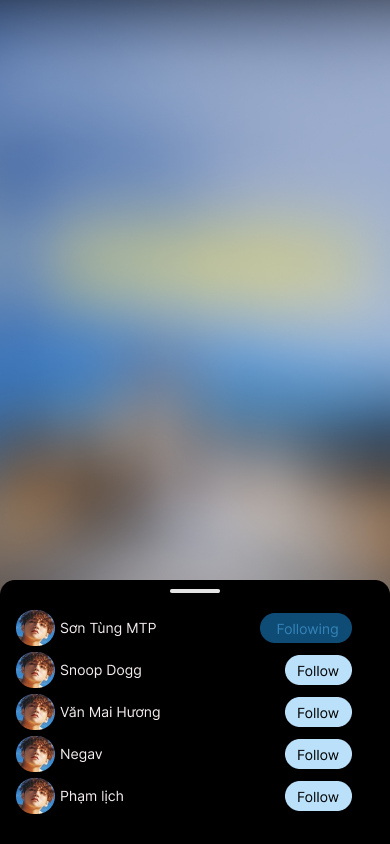 Sơn Tùng MTP Following
Snoop Dogg Follow
Văn Mai Hương Follow
Negav Follow
Phạm lịch Follow